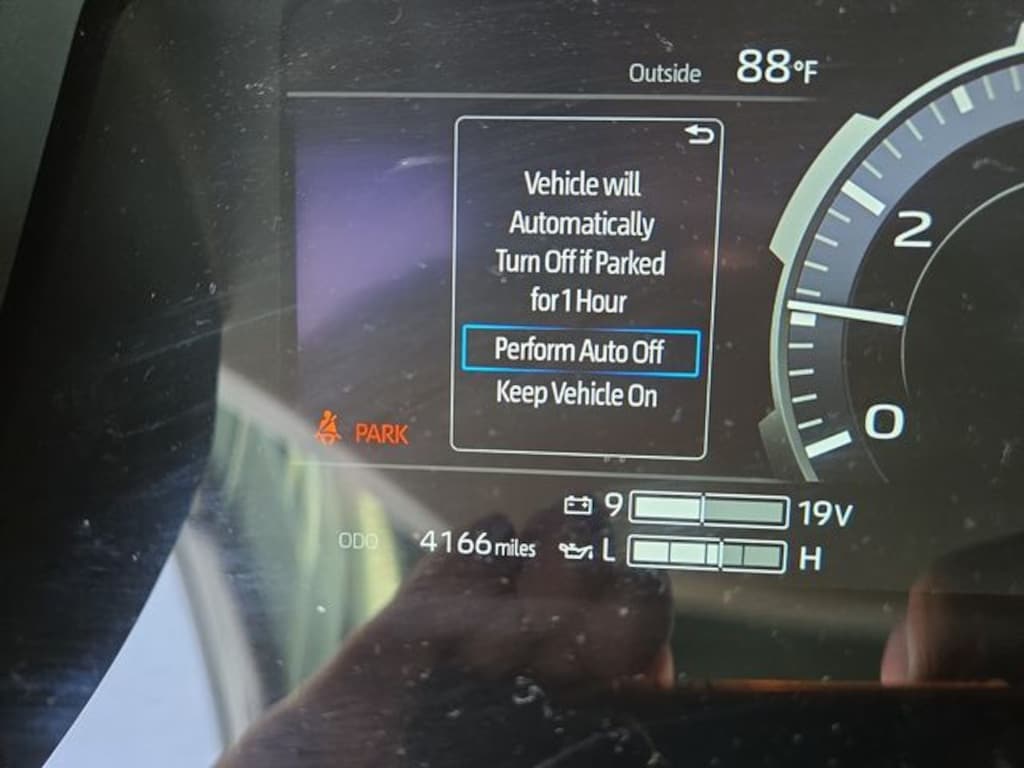 Outside 88°F
Vehicle will
Automatically
Turn Off if Parked
for 1 Hour
Perform Auto Off
Keep Vehicle On
2
0
PARK
9 19V
ODO 4166 miles L H